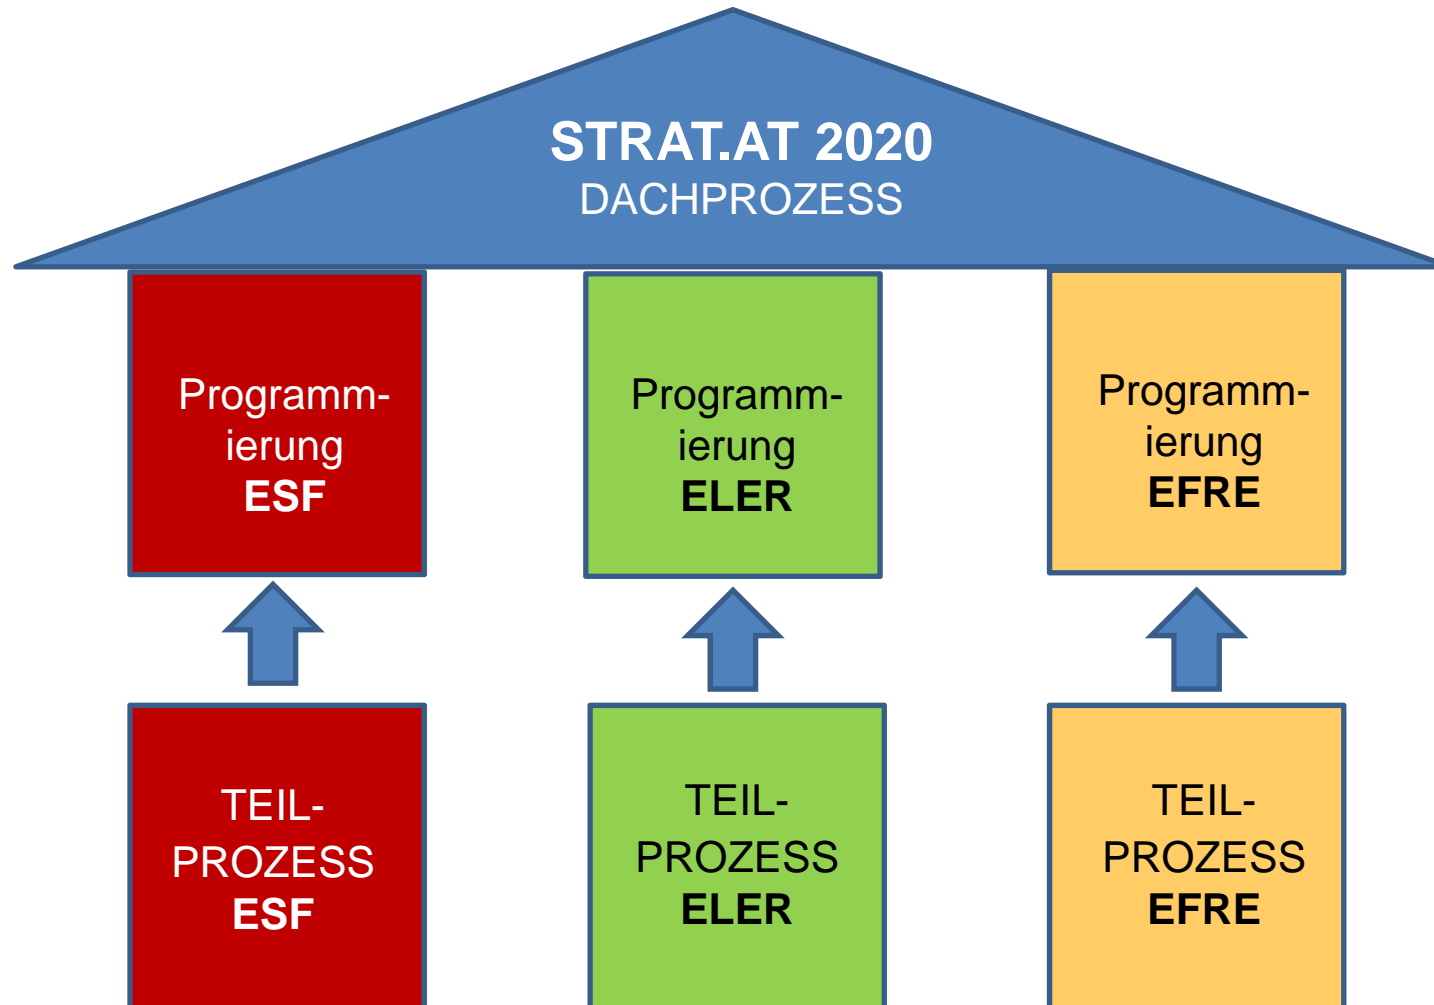 STRAT.AT 2020
DACHPROZESS
Programm-
ierung
ESF
Programm-
ierung
ELER
Programm-
ierung
EFRE
TEIL-
PROZESS
ESF
TEIL-
PROZESS
ELER
TEIL-
PROZESS
EFRE